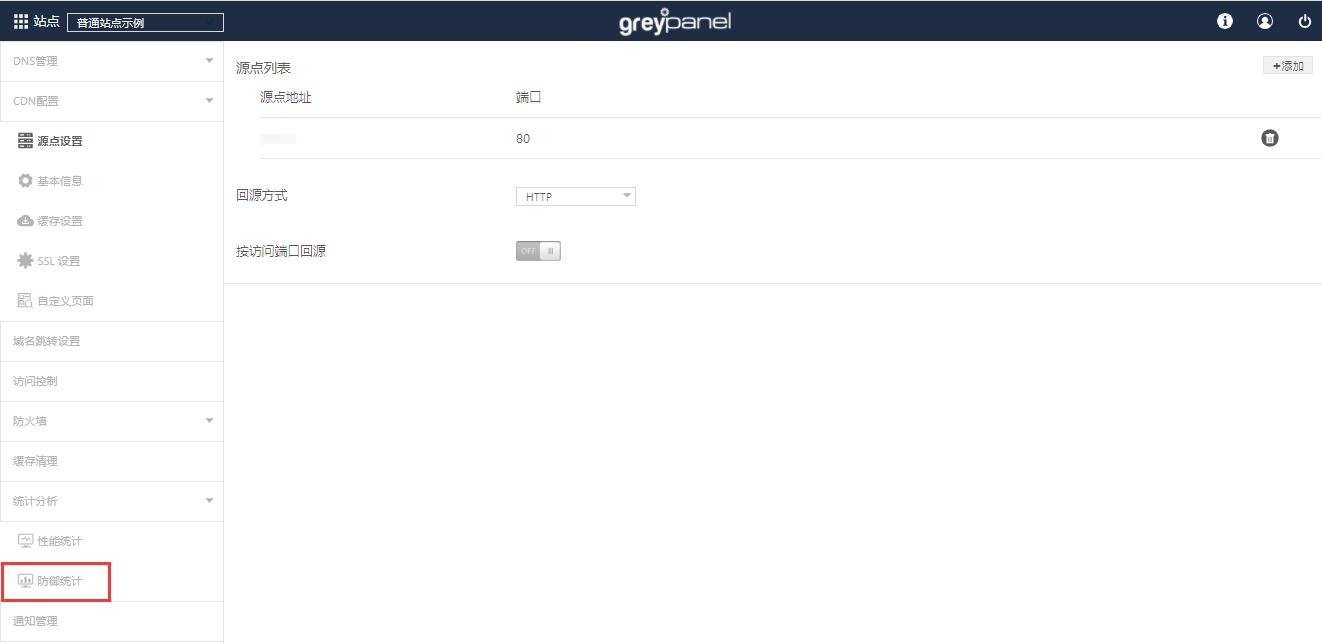 站点 普通站点示例
greypanel
DNS管理
CDN配置
源点设置
基本信息
缓存设置
SSL 设置
自定义页面
域名跳转设置
访问控制
防火墙
缓存清理
统计分析
性能统计
防御统计
通知管理
源点列表
+添加
源点地址 端口
80
回源方式 HTTP
按访问端口回源 OFF